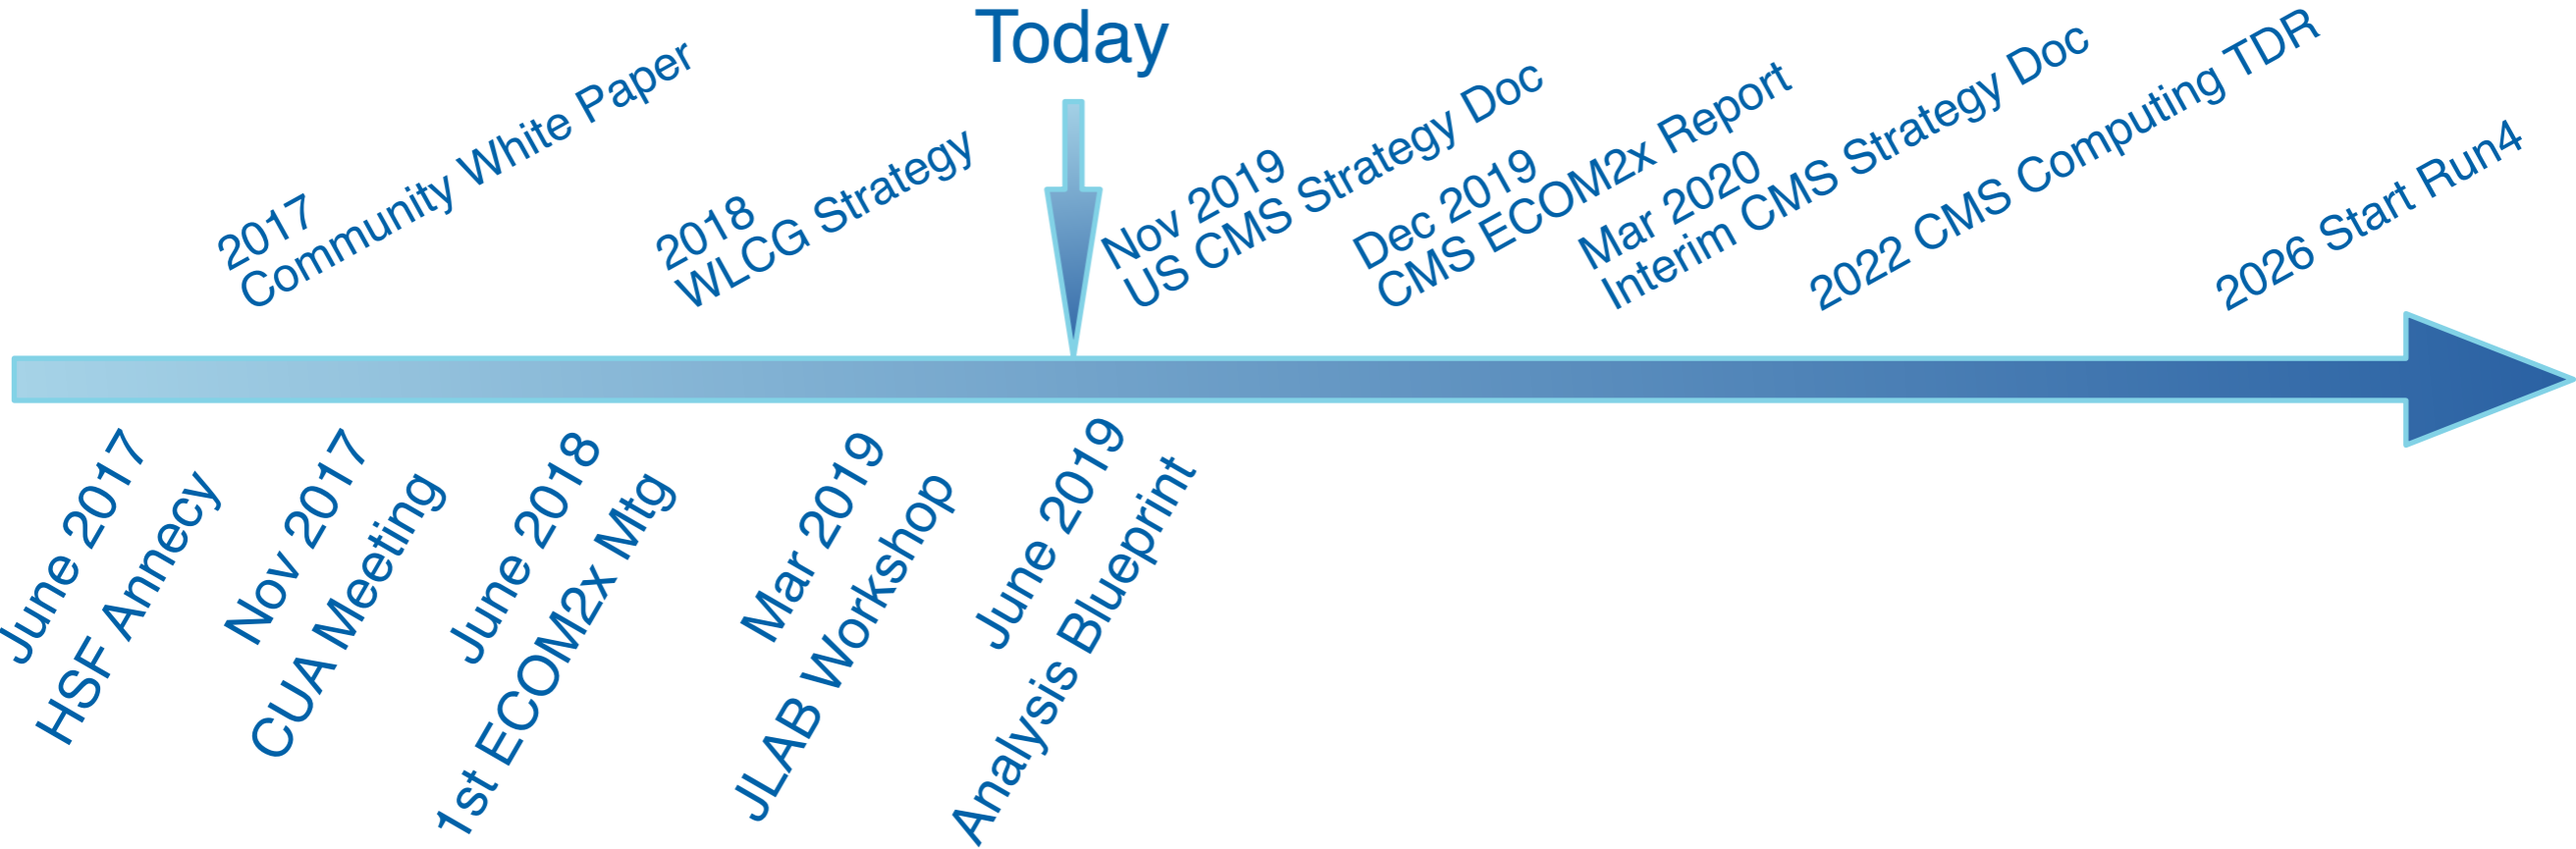 Today
2017
Community White Paper
2018
WLCG Strategy
Nov 2019
US CMS Strategy Doc
Dec 2019
CMS ECOM2x Report
Mar 2020
Interim CMS Strategy Doc
2022 CMS Computing TDR
2026 Start Run4
June 2017
HSF Annecy
Nov 2017
CUA Meeting
June 2018
1st ECOM2x Mtg
Mar 2019
JLAB Workshop
June 2019
Analysis Blueprint